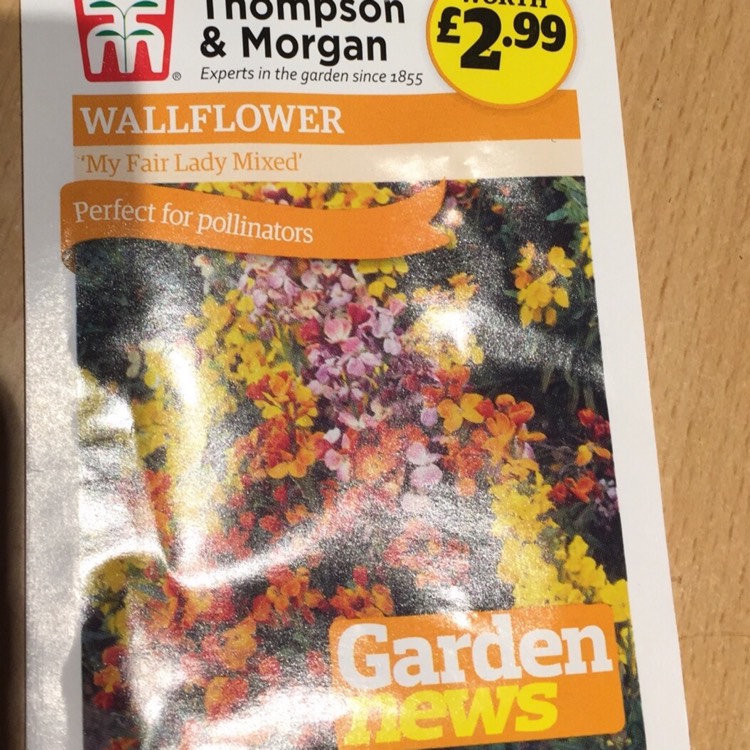 Thompson
& Morgan
®
Experts in the garden since 1855
WORTH
£2.99
WALLFLOWER
'My Fair Lady Mixed'
Perfect for pollinators
Garden
news